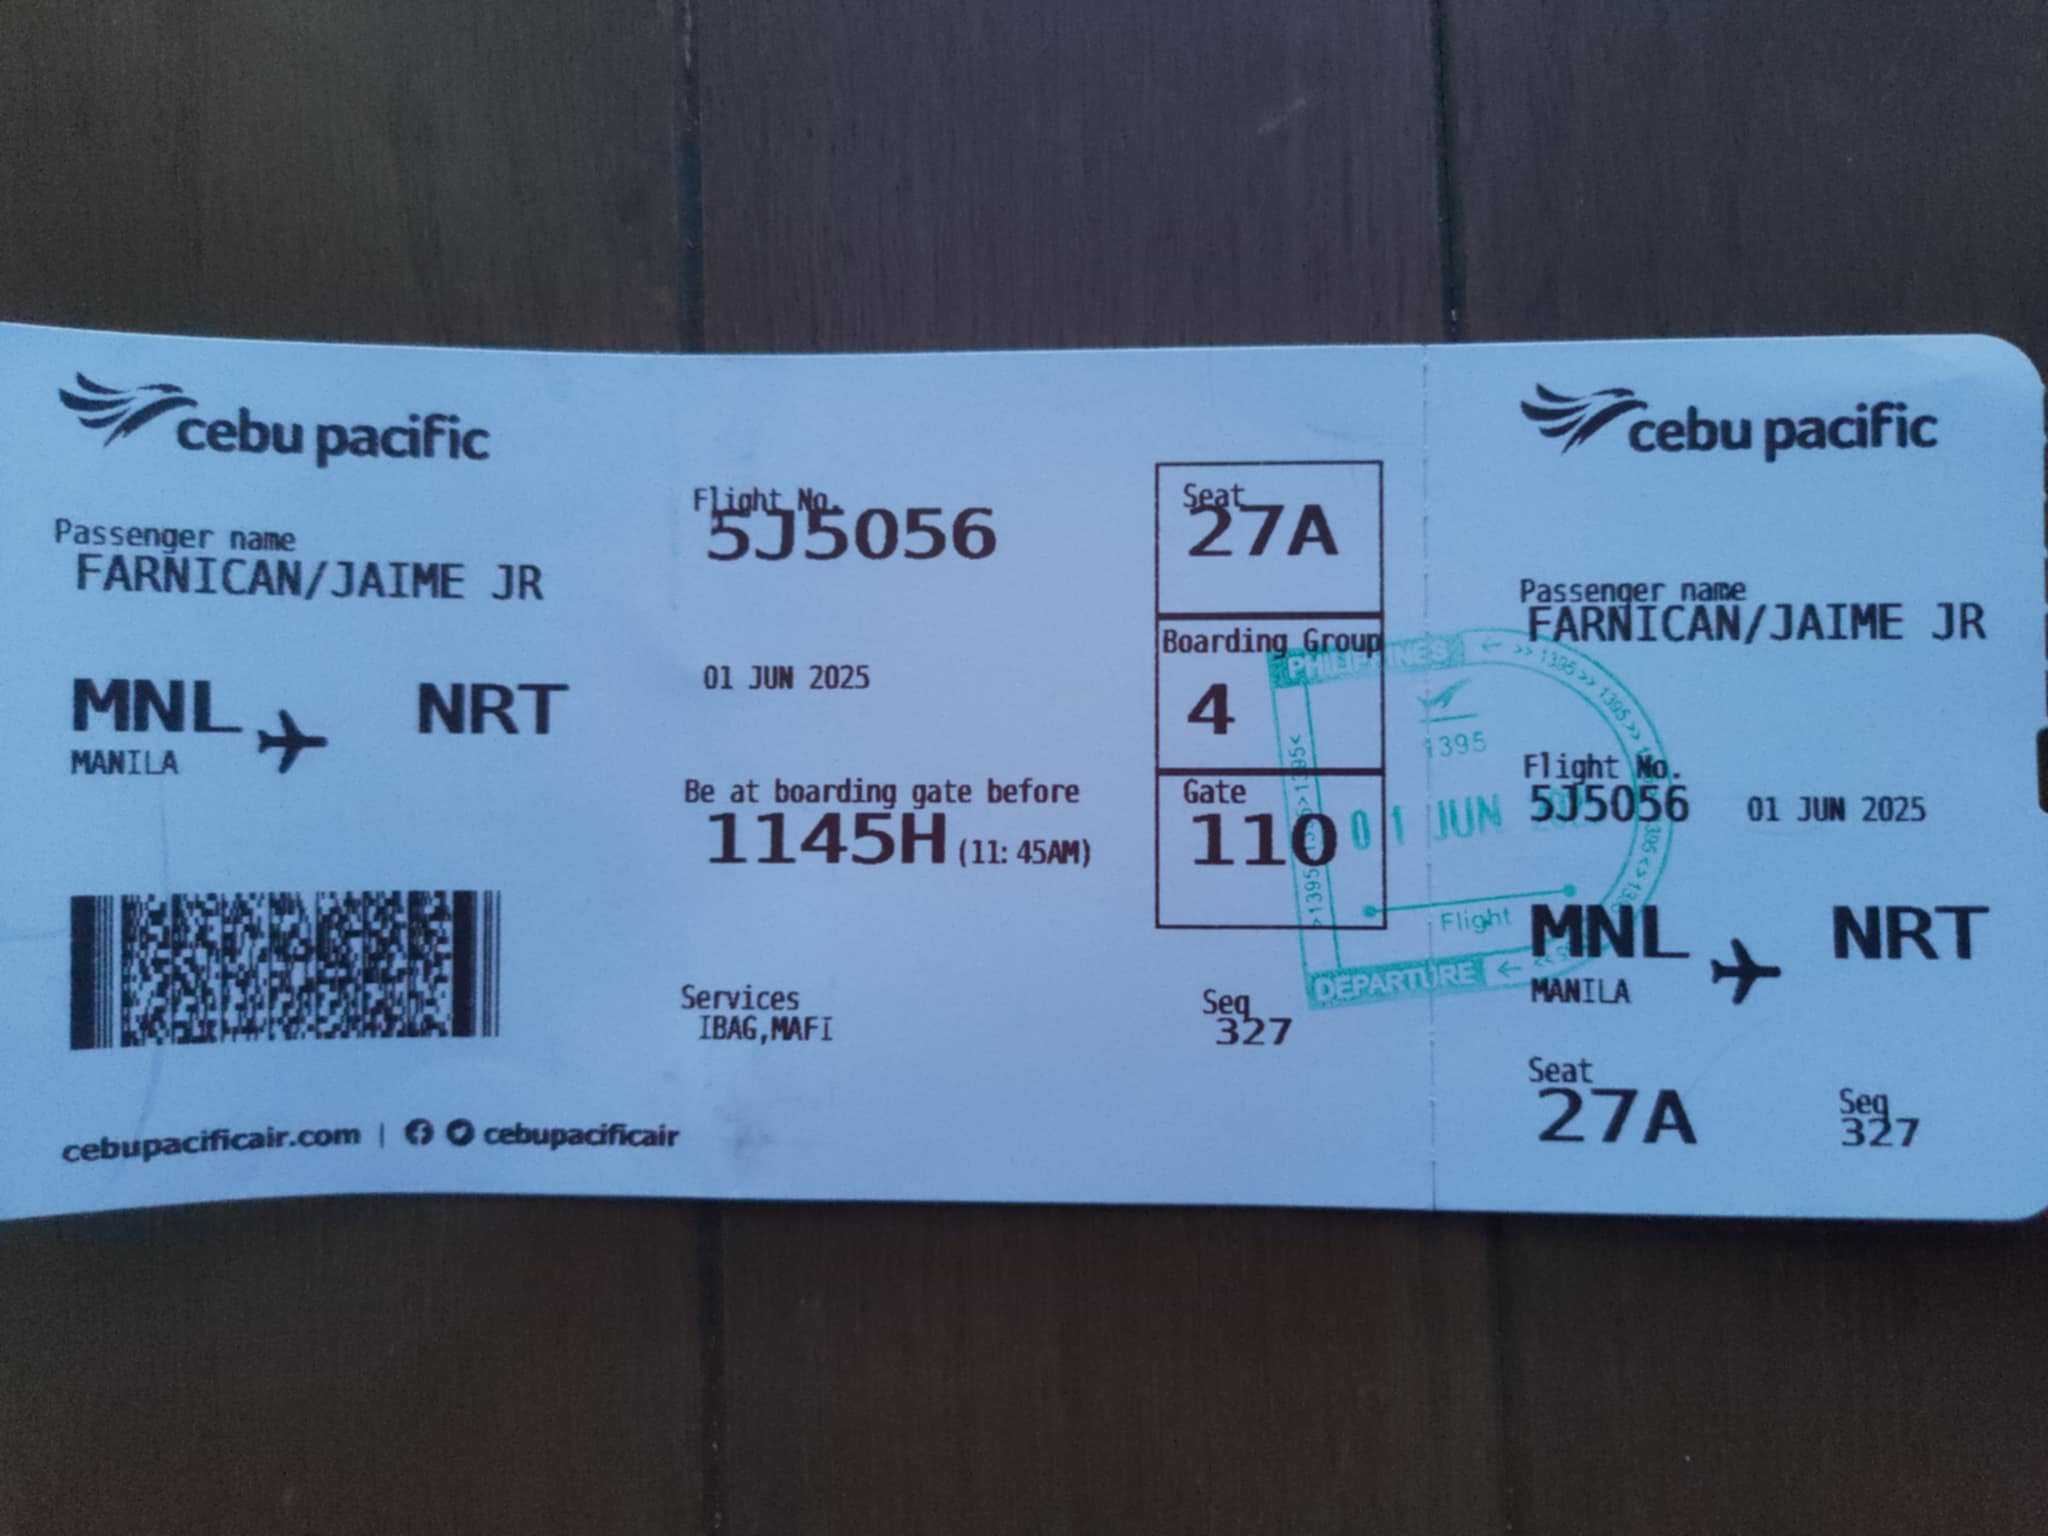 cebu pacific
Passenger name
FARNICAN/JAIME JR
MNL NRT
MANILA
cebupacificair.com | cebupacificair
Flight No.
5J5056
01 JUN 2025
Be at boarding gate before
1145H (11:45AM)
Services
IBAG,MAFI
Seat
27A
Boarding Group
4
Gate
110
Seq
327
PHILIPPINES
1395
01 JUN
Flight
DEPARTURE
cebu pacific
Passenger name
FARNICAN/JAIME JR
Flight No.
5J5056 01 JUN 2025
MNL NRT
MANILA
Seat
27A
Seq
327